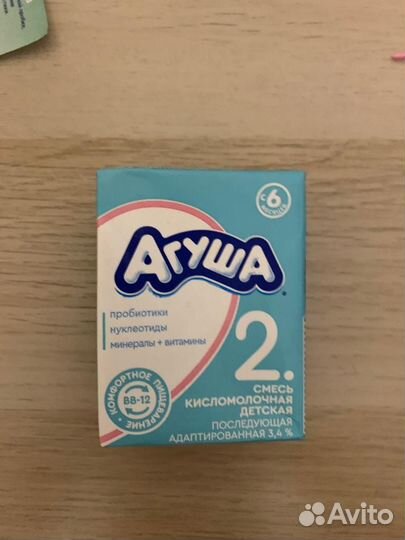 с 6 месяцев
Агуша
пробиотики
нуклеотиды
минералы + витамины
2.
КОМФОРТНОЕ ПИЩЕВАРЕНИЕ
BB-12
СМЕСЬ
КИСЛОМОЛОЧНАЯ
ДЕТСКАЯ
ПОСЛЕДУЮЩАЯ
АДАПТИРОВАННАЯ 3,4 %
Avito